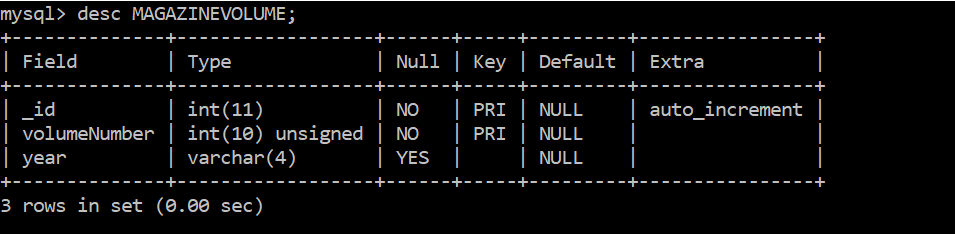 mysql> desc MAGAZINEVOLUME;
+--------------+------------------+------+-----+---------+----------------+
| Field        | Type             | Null | Key | Default | Extra          |
+--------------+------------------+------+-----+---------+----------------+
| _id          | int(11)          | NO   | PRI | NULL    | auto_increment |
| volumeNumber | int(10) unsigned | NO   | PRI | NULL    |                |
| year         | varchar(4)       | YES  |     | NULL    |                |
+--------------+------------------+------+-----+---------+----------------+
3 rows in set (0.00 sec)